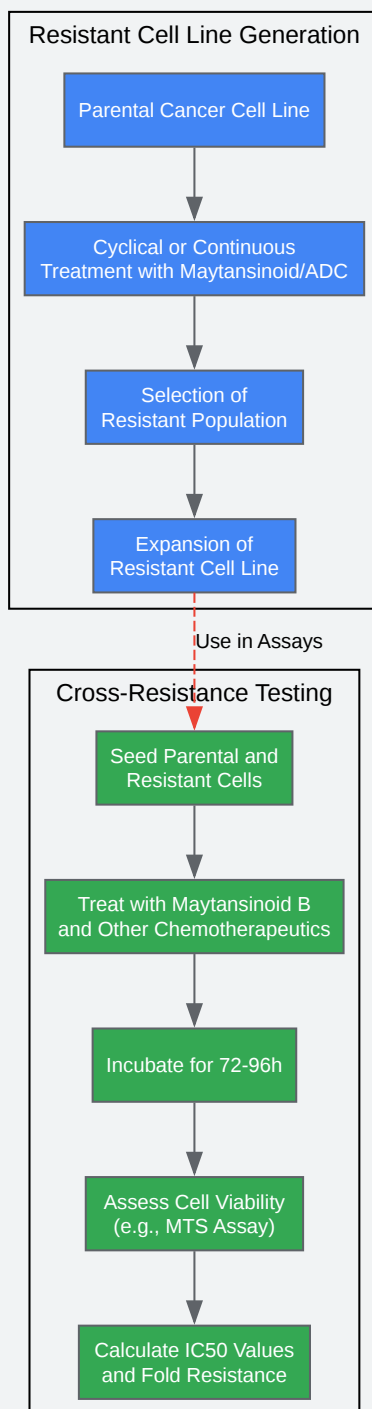 Resistant Cell Line Generation
Parental Cancer Cell Line
Cyclical or Continuous
Treatment with Maytansinoid/ADC
Selection of
Resistant Population
Expansion of
Resistant Cell Line
Use in Assays
Cross-Resistance Testing
Seed Parental and
Resistant Cells
Treat with Maytansinoid B
and Other Chemotherapeutics
Incubate for 72-96h
Assess Cell Viability
(e.g., MTS Assay)
Calculate IC50 Values
and Fold Resistance